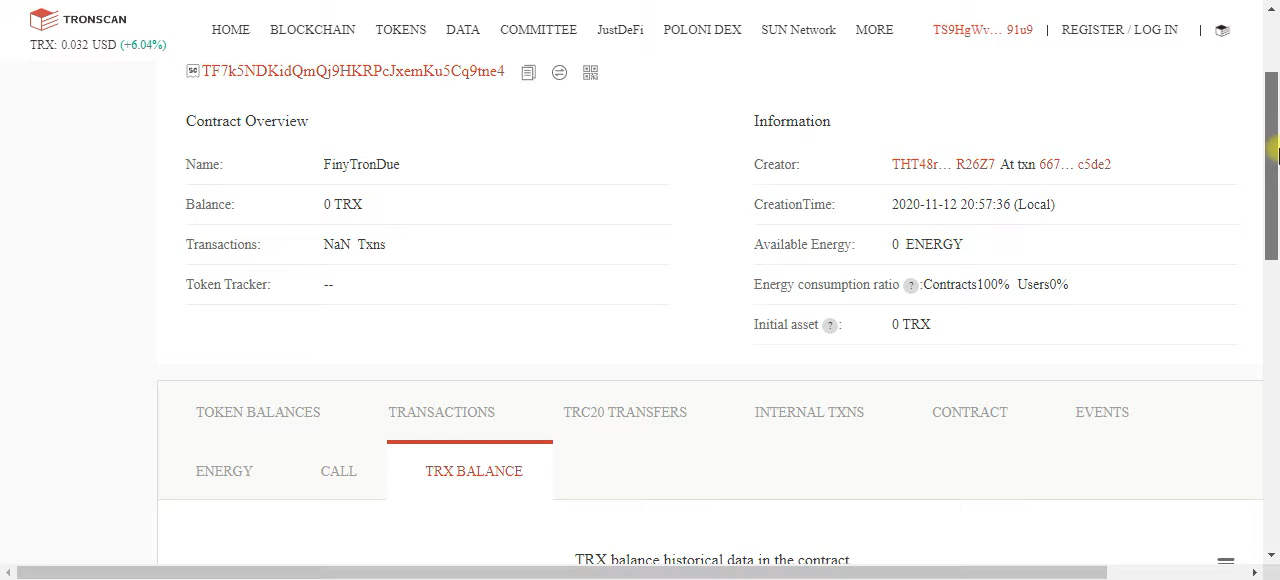 TRONSCAN
TRX: 0.032 USD (+6.04%)
HOME BLOCKCHAIN TOKENS DATA COMMITTEE JustDeFi POLONI DEX SUN Network MORE TS9HgWv... 91u9 | REGISTER / LOG IN |
TF7k5NDKidQmQj9HKRPcJxemKu5Cq9tne4
Contract Overview
Name: FinyTronDue
Balance: 0 TRX
Transactions: NaN Txns
Token Tracker: --
Information
Creator: THT48r... R26Z7 At txn 667... c5de2
CreationTime: 2020-11-12 20:57:36 (Local)
Available Energy: 0 ENERGY
Energy consumption ratio ?:Contracts100% Users0%
Initial asset ?: 0 TRX
TOKEN BALANCES TRANSACTIONS TRC20 TRANSFERS INTERNAL TXNS CONTRACT EVENTS
ENERGY CALL TRX BALANCE
TRX balance historical data in the contract